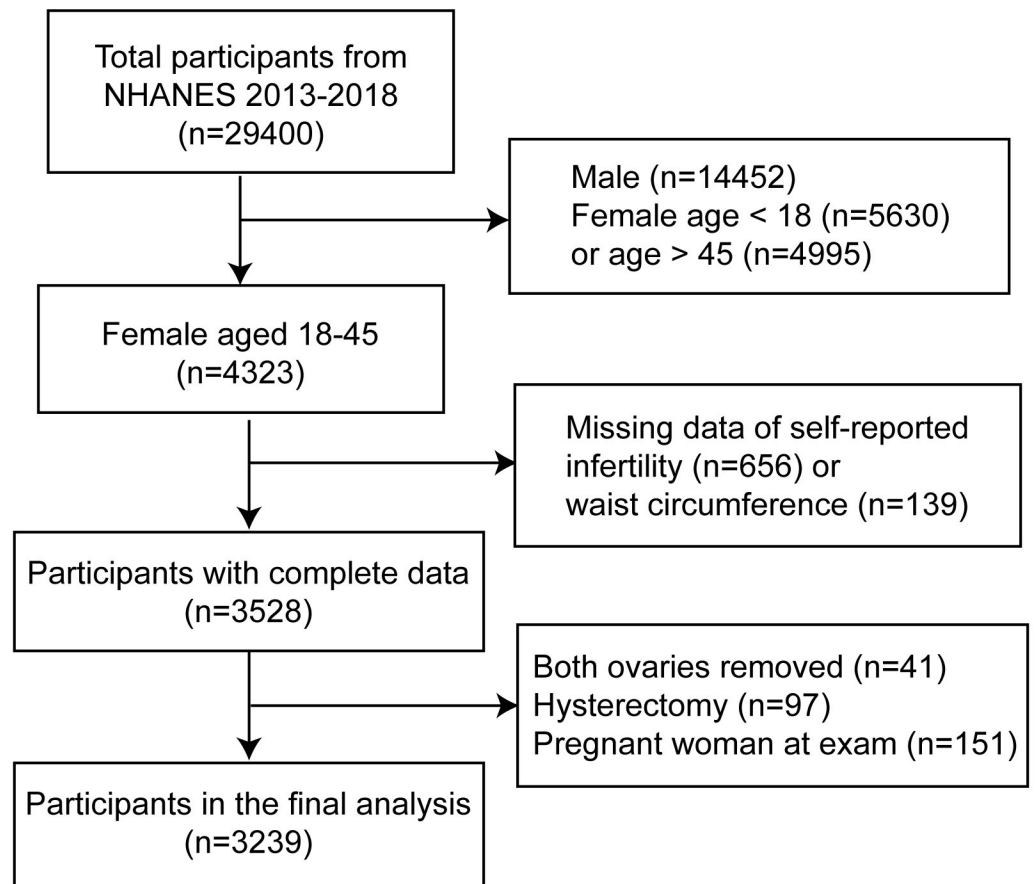 Total participants from
NHANES 2013-2018
(n=29400)
Male (n=14452)
Female age < 18 (n=5630)
or age > 45 (n=4995)
Female aged 18-45
(n=4323)
Missing data of self-reported
infertility (n=656) or
waist circumference (n=139)
Participants with complete data
(n=3528)
Both ovaries removed (n=41)
Hysterectomy (n=97)
Pregnant woman at exam (n=151)
Participants in the final analysis
(n=3239)